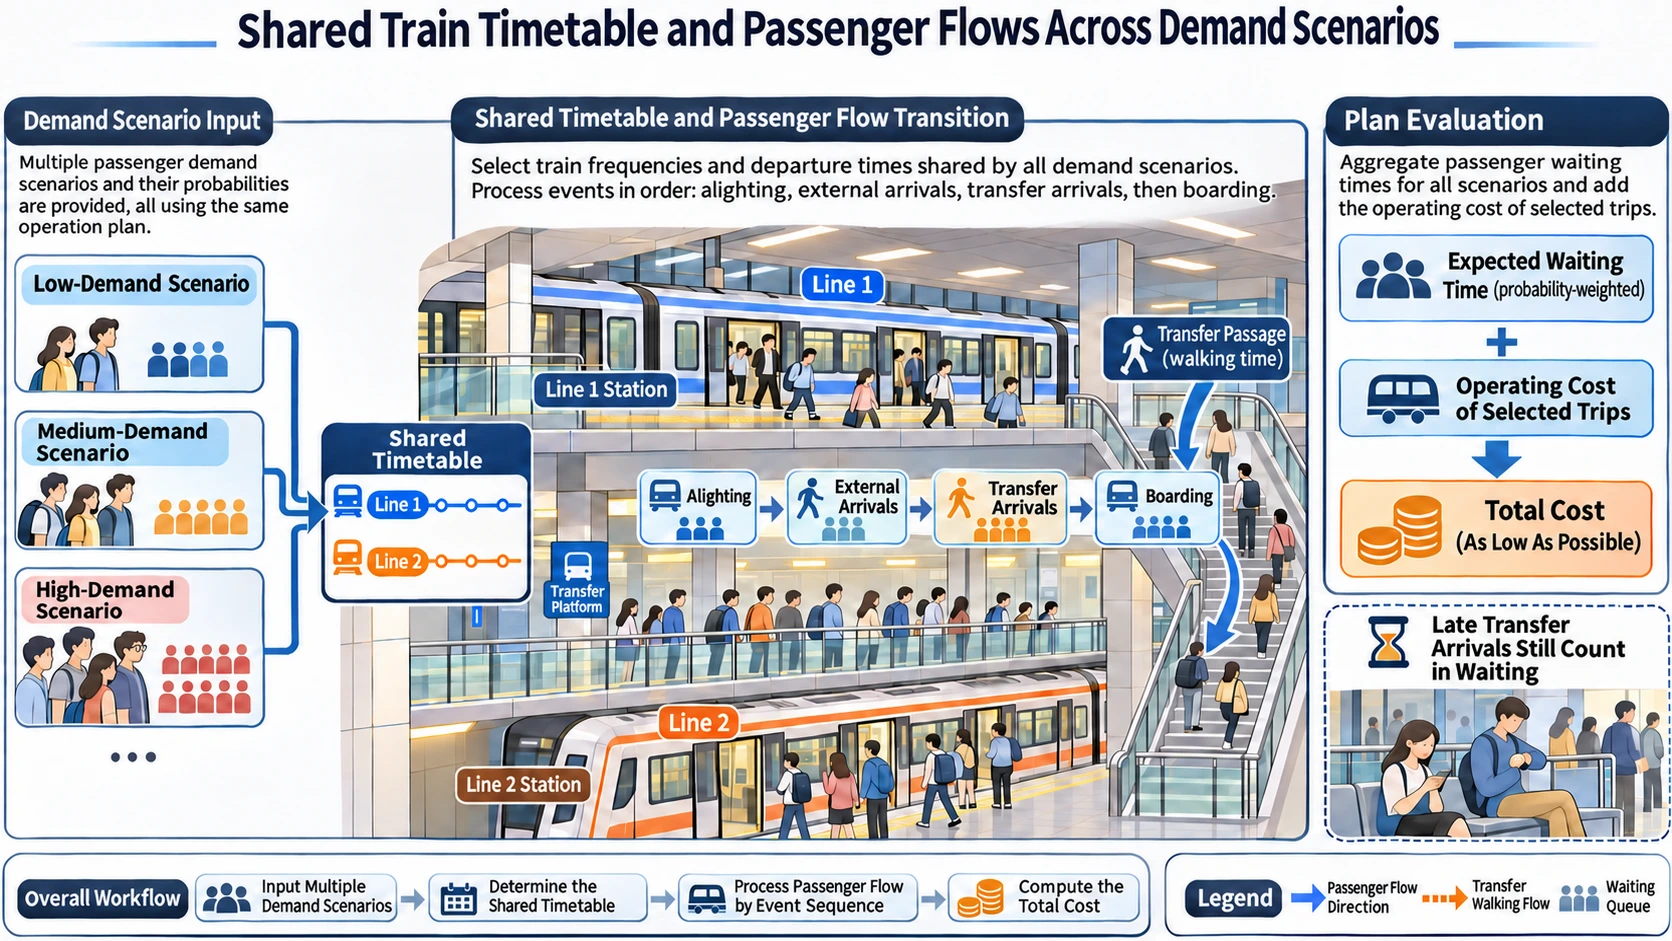 Shared Train Timetable and Passenger Flows Across Demand Scenarios
Demand Scenario Input
Multiple passenger demand
scenarios and their probabilities
are provided, all using the same
operation plan.
Low-Demand Scenario
Medium-Demand
Scenario
High-Demand
Scenario
...
Shared
Timetable
Line 1
Line 2
Shared Timetable and Passenger Flow Transition
Select train frequencies and departure times shared by all demand scenarios.
Process events in order: alighting, external arrivals, transfer arrivals, then boarding.
Line 1
Line 1 Station
Transfer Passage
(walking time)
Alighting
External
Arrivals
Transfer
Arrivals
Boarding
Transfer
Platform
Line 2
Line 2 Station
Plan Evaluation
Aggregate passenger waiting
times for all scenarios and add
the operating cost of selected trips.
Expected Waiting
Time (probability-weighted)
+
Operating Cost
of Selected Trips
Total Cost
(As Low As Possible)
Late Transfer
Arrivals Still Count
in Waiting
Overall Workflow
Input Multiple
Demand Scenarios
Determine the
Shared Timetable
Process Passenger Flow
by Event Sequence
Compute the
Total Cost
Legend
Passenger Flow
Direction
Transfer
Walking Flow
Waiting
Queue